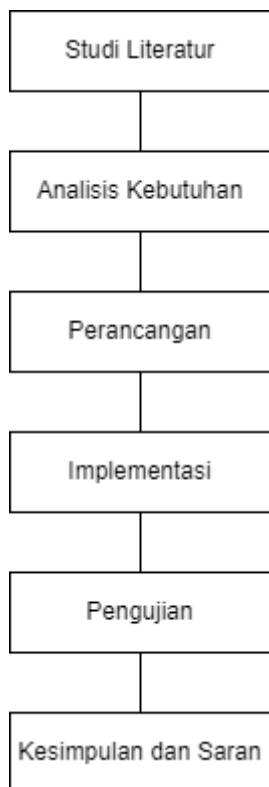 Studi Literatur
Analisis Kebutuhan
Perancangan
Implementasi
Pengujian
Kesimpulan dan Saran